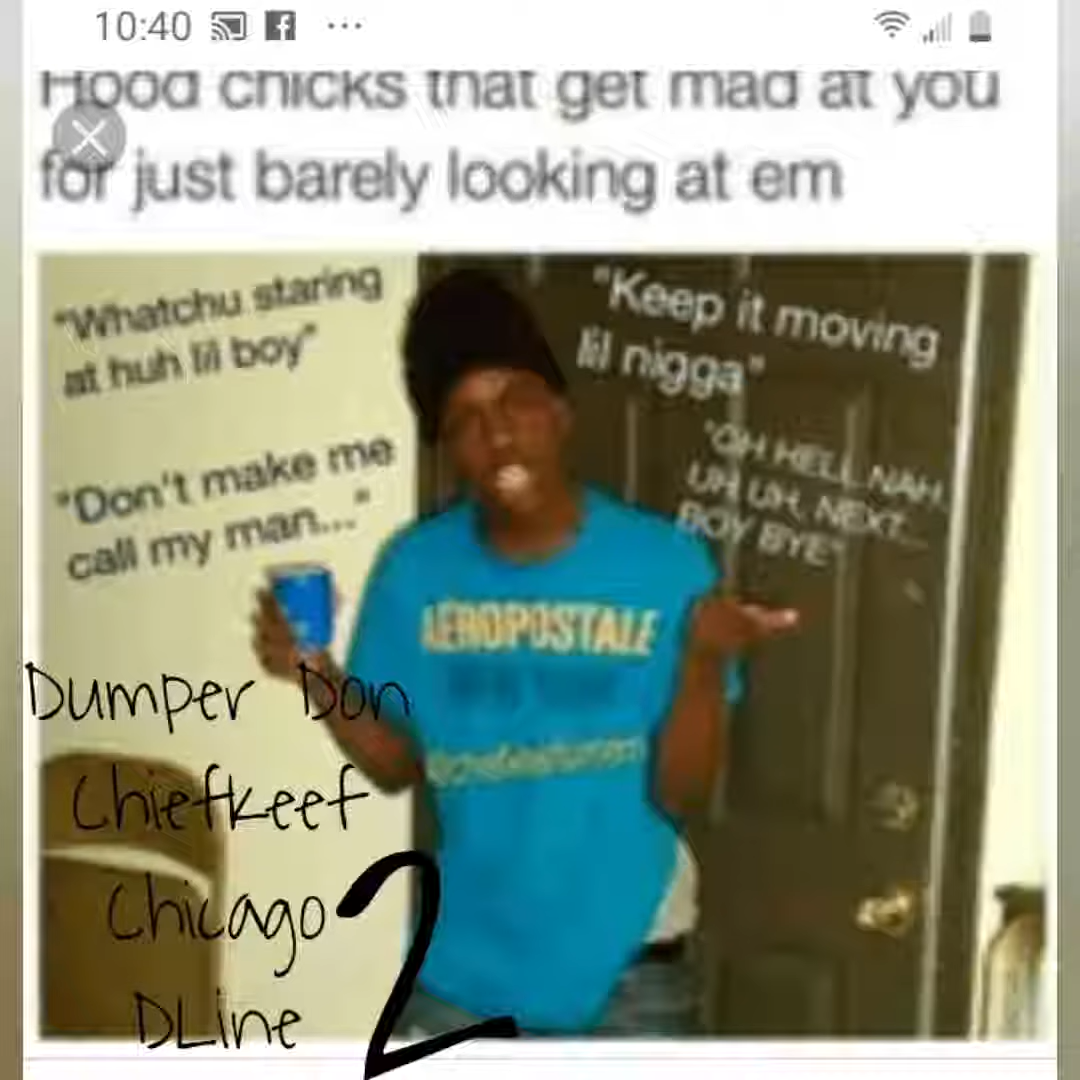 10:40
Hood chicks that get mad at you
for just barely looking at em
"Whatchu staring
at huh lil boy"
"Keep it moving
lil nigga"
"Don't make me
call my man..."
"OH HELL NAH,
UH UH, NEXT...
BOY BYE"
AEROPOSTALE
Dumper Don
Chiefkeef
Chicago
DLine
2